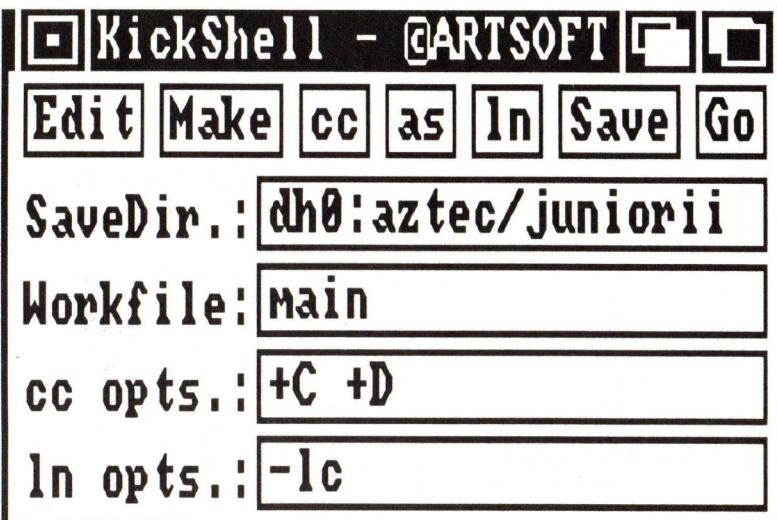 KickShell - ©ARTSOFT
Edit Make cc as ln Save Go
SaveDir.: dh0:aztec/juniorii
Workfile: main
cc opts.: +C +D
ln opts.: -lc